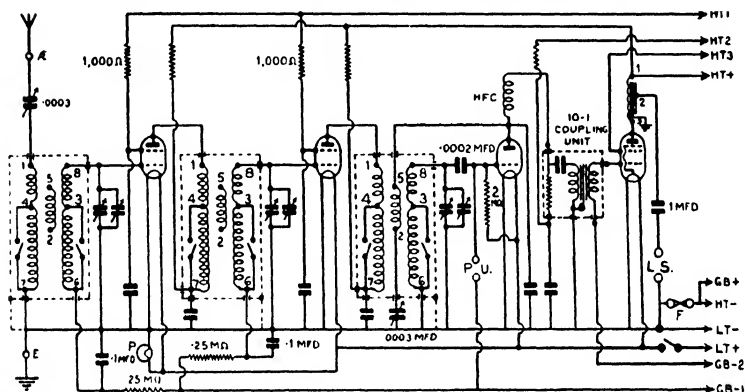 HT1
HT2
HT3
HT+
Æ
.0003
1,000Ω
1,000Ω
HFC
10-1
COUPLING
UNIT
1
2
3
.0002 MFD
2
MΩ
1 MFD
1
5
8
4
3
2
7
6
1
5
8
4
3
2
7
6
1
5
8
4
3
2
7
6
P.U.
L.S.
.0003 MFD
P
.25MΩ
.1 MFD
.1MFD
.25MΩ
E
F
GB+
HT-
LT-
LT+
GB-2
GB-1